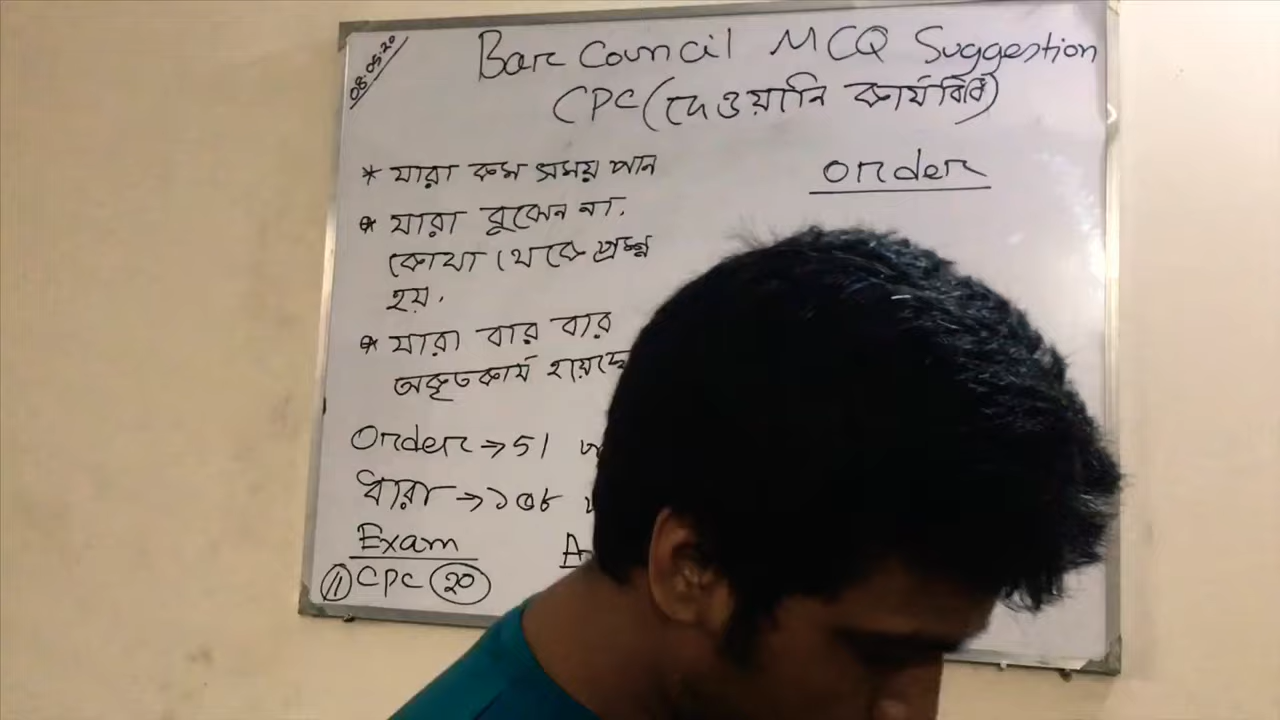 08.05.20
Bar Council MCQ Suggestion
CPC (দেওয়ানি কার্যবিধি)
* যারা কম সময় পান
* যারা বুঝেন না.
কোথা থেকে প্রশ্ন
হয়.
* যারা বার বার
অকৃতকার্য হয়েছে
Order → 51
ধারা → ১৫৮
Exam
11 CPC 20
A
Order